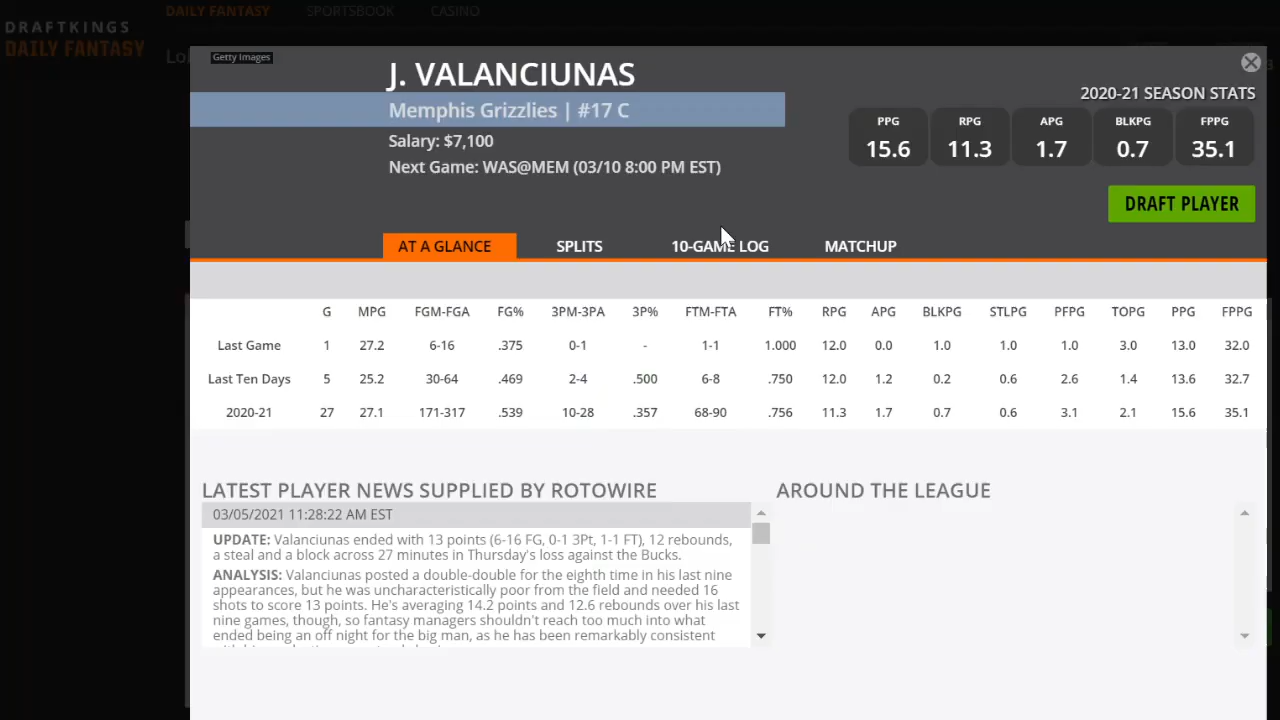 DAILY FANTASY SPORTSBOOK CASINO
DRAFTKINGS
DAILY FANTASY
Getty Images
J. VALANCIUNAS
Memphis Grizzlies | #17 C
Salary: $7,100
Next Game: WAS@MEM (03/10 8:00 PM EST)
2020-21 SEASON STATS
PPG RPG APG BLKPG FPPG
15.6 11.3 1.7 0.7 35.1
DRAFT PLAYER
AT A GLANCE SPLITS 10-GAME LOG MATCHUP
G MPG FGM-FGA FG% 3PM-3PA 3P% FTM-FTA FT% RPG APG BLKPG STLPG PFPG TOPG PPG FPPG
Last Game 1 27.2 6-16 .375 0-1 - 1-1 1.000 12.0 0.0 1.0 1.0 1.0 3.0 13.0 32.0
Last Ten Days 5 25.2 30-64 .469 2-4 .500 6-8 .750 12.0 1.2 0.2 0.6 2.6 1.4 13.6 32.7
2020-21 27 27.1 171-317 .539 10-28 .357 68-90 .756 11.3 1.7 0.7 0.6 3.1 2.1 15.6 35.1
LATEST PLAYER NEWS SUPPLIED BY ROTOWIRE
03/05/2021 11:28:22 AM EST
UPDATE: Valanciunas ended with 13 points (6-16 FG, 0-1 3Pt, 1-1 FT), 12 rebounds,
a steal and a block across 27 minutes in Thursday's loss against the Bucks.
ANALYSIS: Valanciunas posted a double-double for the eighth time in his last nine
appearances, but he was uncharacteristically poor from the field and needed 16
shots to score 13 points. He's averaging 14.2 points and 12.6 rebounds over his last
nine games, though, so fantasy managers shouldn't reach too much into what
ended being an off night for the big man, as he has been remarkably consistent
AROUND THE LEAGUE